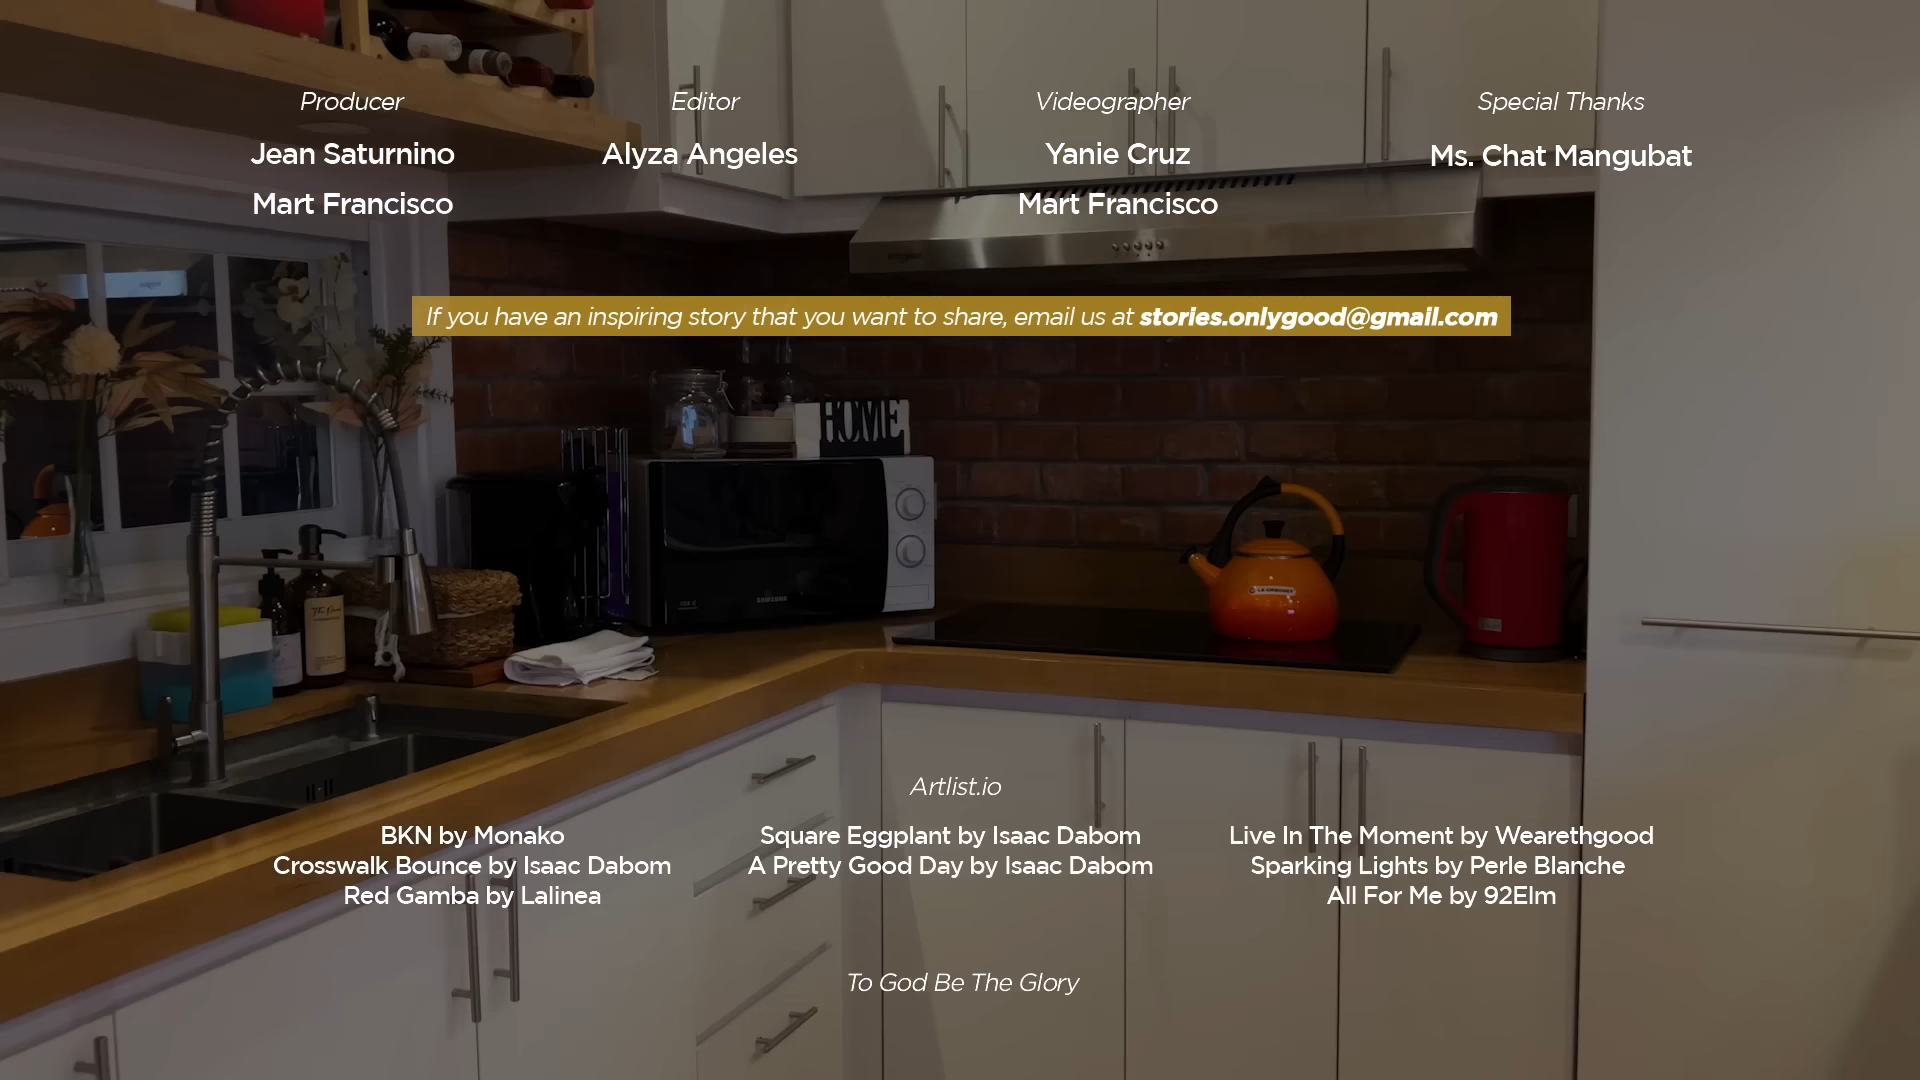 Producer
Jean Saturnino
Mart Francisco
Editor
Alyza Angeles
Videographer
Yanie Cruz
Mart Francisco
Special Thanks
Ms. Chat Mangubat
If you have an inspiring story that you want to share, email us at stories.onlygood@gmail.com
HOME
SAMSUNG
LE CREUSET
Artlist.io
BKN by Monako
Crosswalk Bounce by Isaac Dabom
Red Gamba by Lalinea
Square Eggplant by Isaac Dabom
A Pretty Good Day by Isaac Dabom
Live In The Moment by Wearethgood
Sparking Lights by Perle Blanche
All For Me by 92Elm
To God Be The Glory